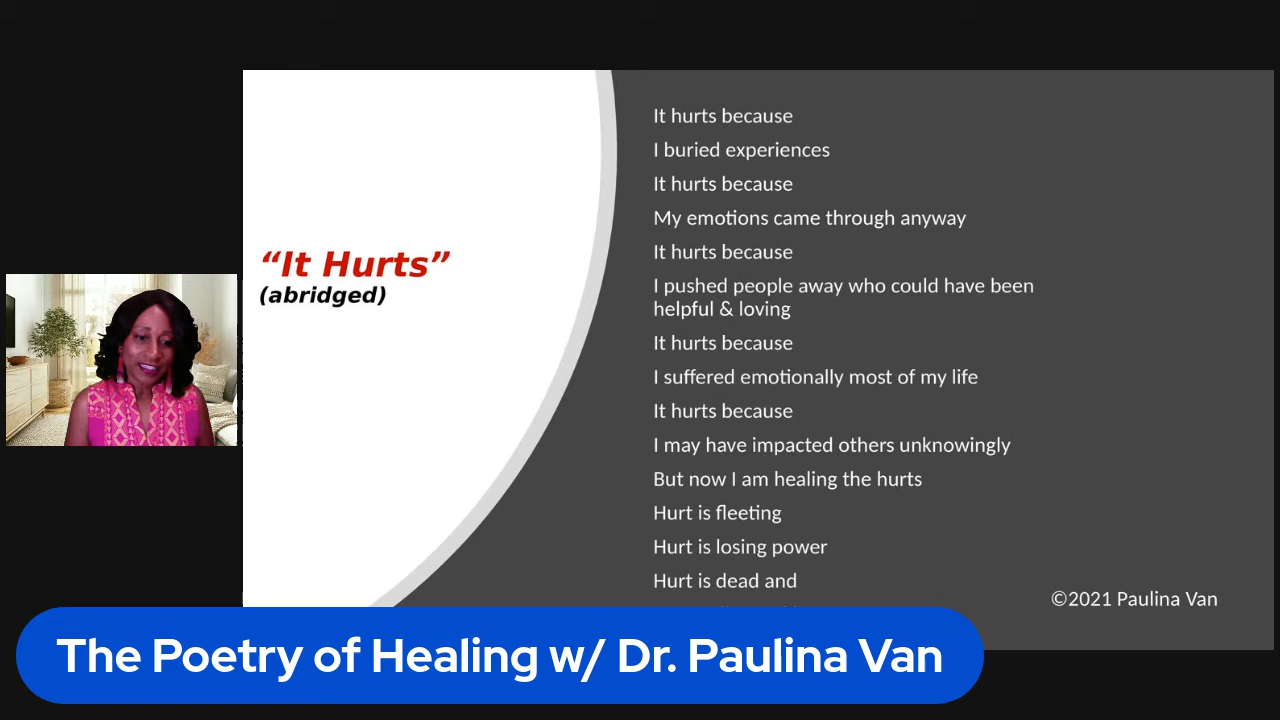 “It Hurts”
(abridged)
It hurts because
I buried experiences
It hurts because
My emotions came through anyway
It hurts because
I pushed people away who could have been
helpful & loving
It hurts because
I suffered emotionally most of my life
It hurts because
I may have impacted others unknowingly
But now I am healing the hurts
Hurt is fleeting
Hurt is losing power
Hurt is dead and
©2021 Paulina Van
The Poetry of Healing w/ Dr. Paulina Van